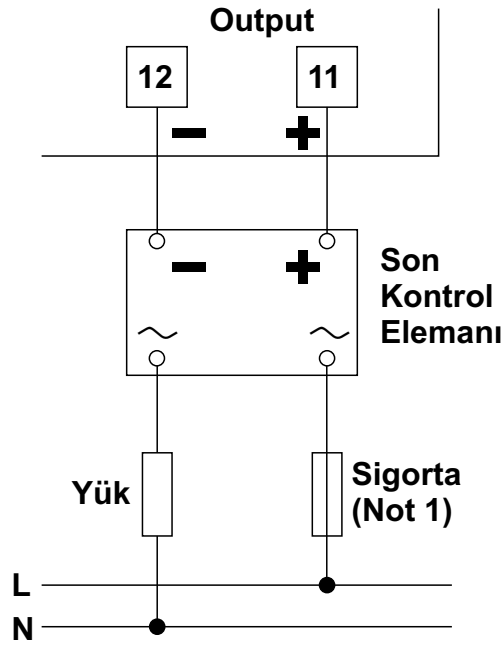 Output
12 11
− +
− +
Son
Kontrol
Elemanı
∼ ∼
Yük
Sigorta
(Not 1)
L
N